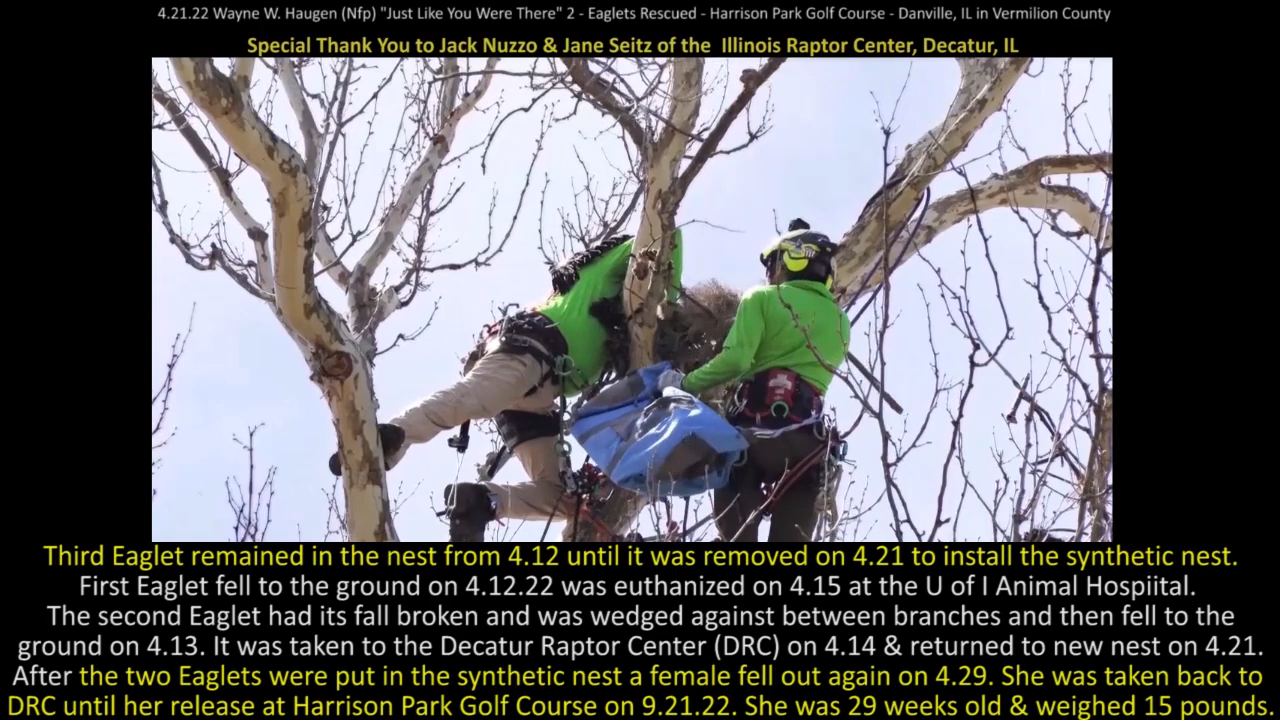 4.21.22 Wayne W. Haugen (Nfp) "Just Like You Were There" 2 - Eaglets Rescued - Harrison Park Golf Course - Danville, IL in Vermilion County
Special Thank You to Jack Nuzzo & Jane Seitz of the Illinois Raptor Center, Decatur, IL
Third Eaglet remained in the nest from 4.12 until it was removed on 4.21 to install the synthetic nest.
First Eaglet fell to the ground on 4.12.22 was euthanized on 4.15 at the U of I Animal Hospiital.
The second Eaglet had its fall broken and was wedged against between branches and then fell to the
ground on 4.13. It was taken to the Decatur Raptor Center (DRC) on 4.14 & returned to new nest on 4.21.
After the two Eaglets were put in the synthetic nest a female fell out again on 4.29. She was taken back to
DRC until her release at Harrison Park Golf Course on 9.21.22. She was 29 weeks old & weighed 15 pounds.